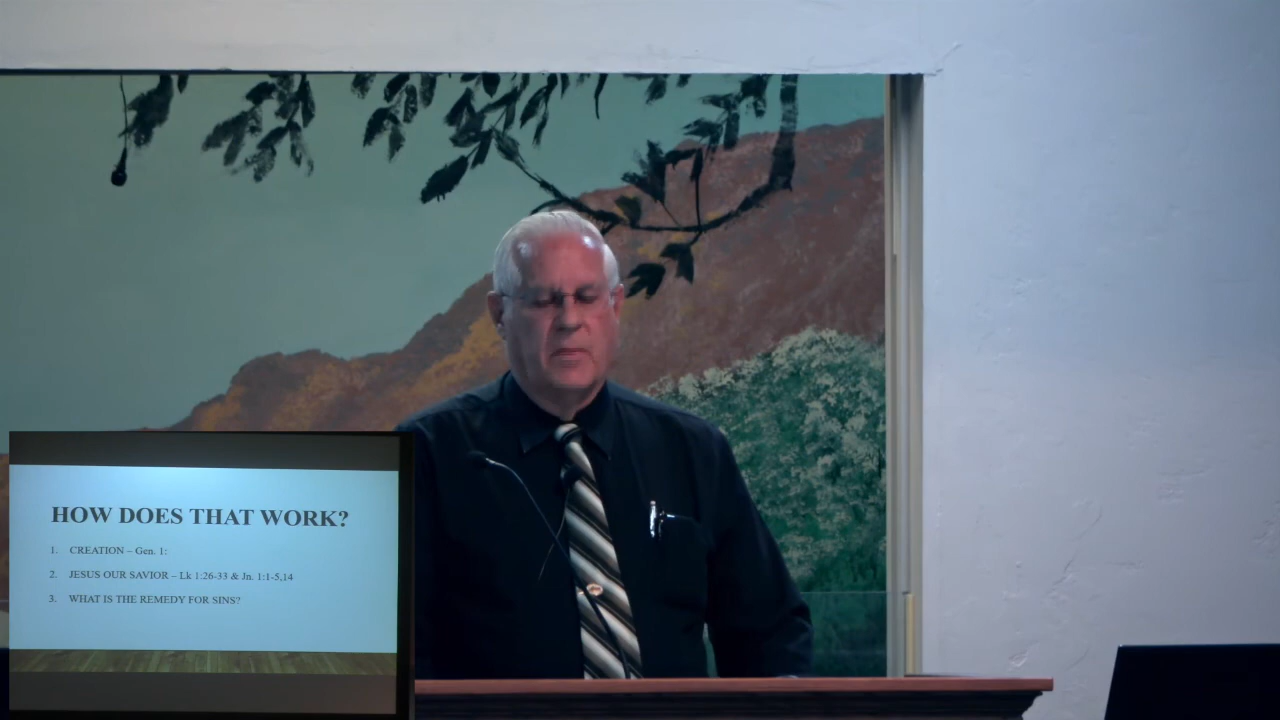 HOW DOES THAT WORK?
1. CREATION – Gen. 1:
2. JESUS OUR SAVIOR – Lk 1:26-33 & Jn. 1:1-5,14
3. WHAT IS THE REMEDY FOR SINS?